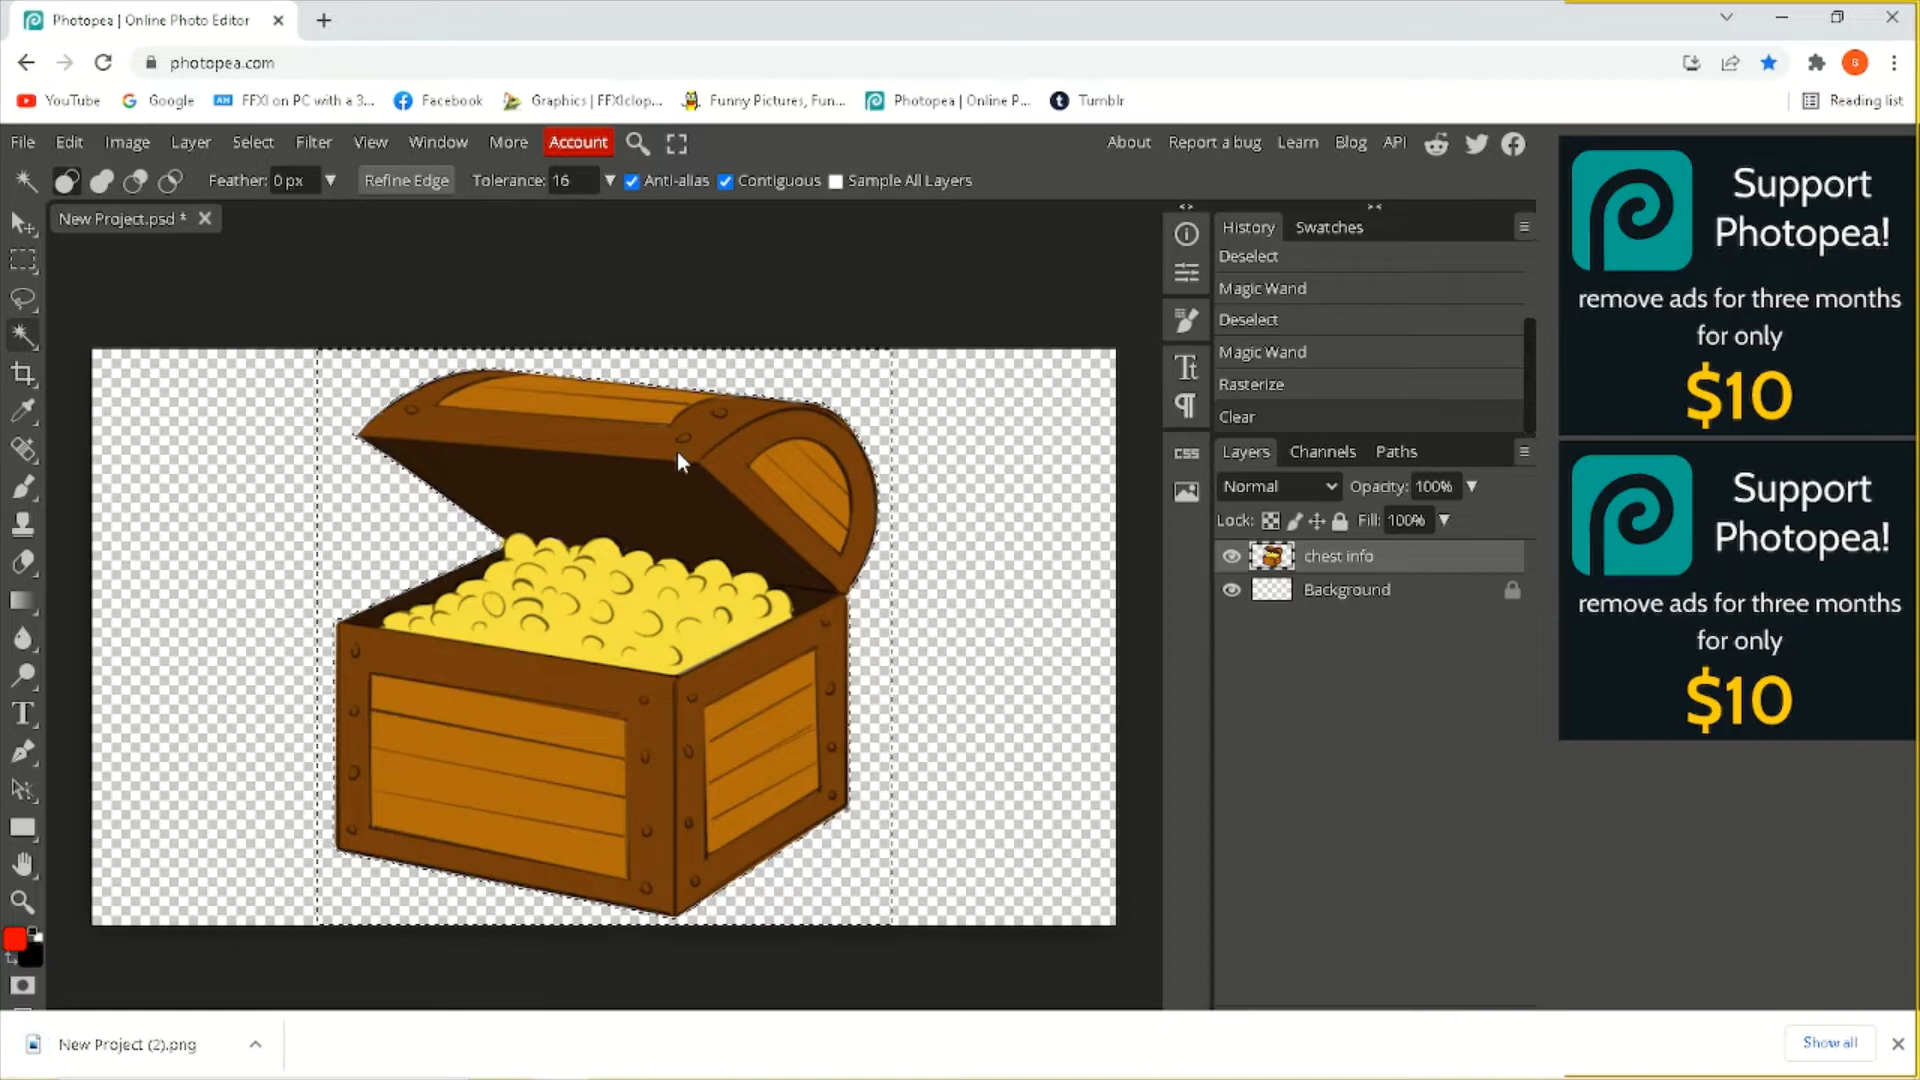 Photopea | Online Photo Editor
photopea.com
YouTube
Google
AH FFXI on PC with a 3...
Facebook
Graphics | FFXIclop...
Funny Pictures, Fun...
Photopea | Online P...
Tumblr
Reading list
File Edit Image Layer Select Filter View Window More Account
About Report a bug Learn Blog API
Feather: 0 px Refine Edge Tolerance: 16 Anti-alias Contiguous Sample All Layers
New Project.psd *
History Swatches
Deselect
Magic Wand
Deselect
Magic Wand
Rasterize
Clear
CSS
Layers Channels Paths
Normal Opacity: 100%
Lock: Fill: 100%
chest info
Background
Support
Photopea!
remove ads for three months
for only
$10
Support
Photopea!
remove ads for three months
for only
$10
New Project (2).png
Show all